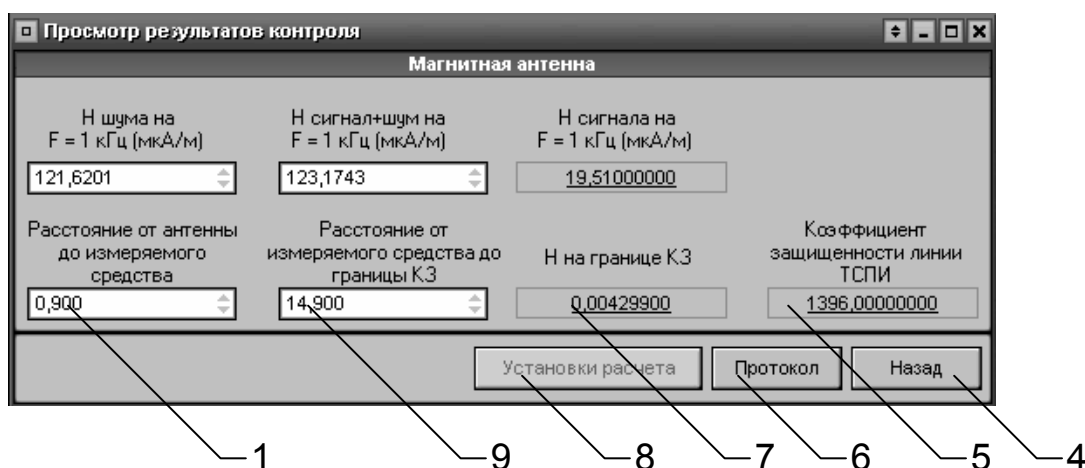 Просмотр результатов контроля
Магнитная антенна
Н шума на
F = 1 кГц (мкА/м)
121,6201
Н сигнал+шум на
F = 1 кГц (мкА/м)
123,1743
Н сигнала на
F = 1 кГц (мкА/м)
19,51000000
Расстояние от антенны
до измеряемого
средства
0,900
Расстояние от
измеряемого средства до
границы КЗ
14,900
Н на границе КЗ
0,00429900
Коэффициент
защищенности линии
ТСПИ
1396,00000000
Установки расчета
Протокол
Назад
1
9
8
7
6
5
4